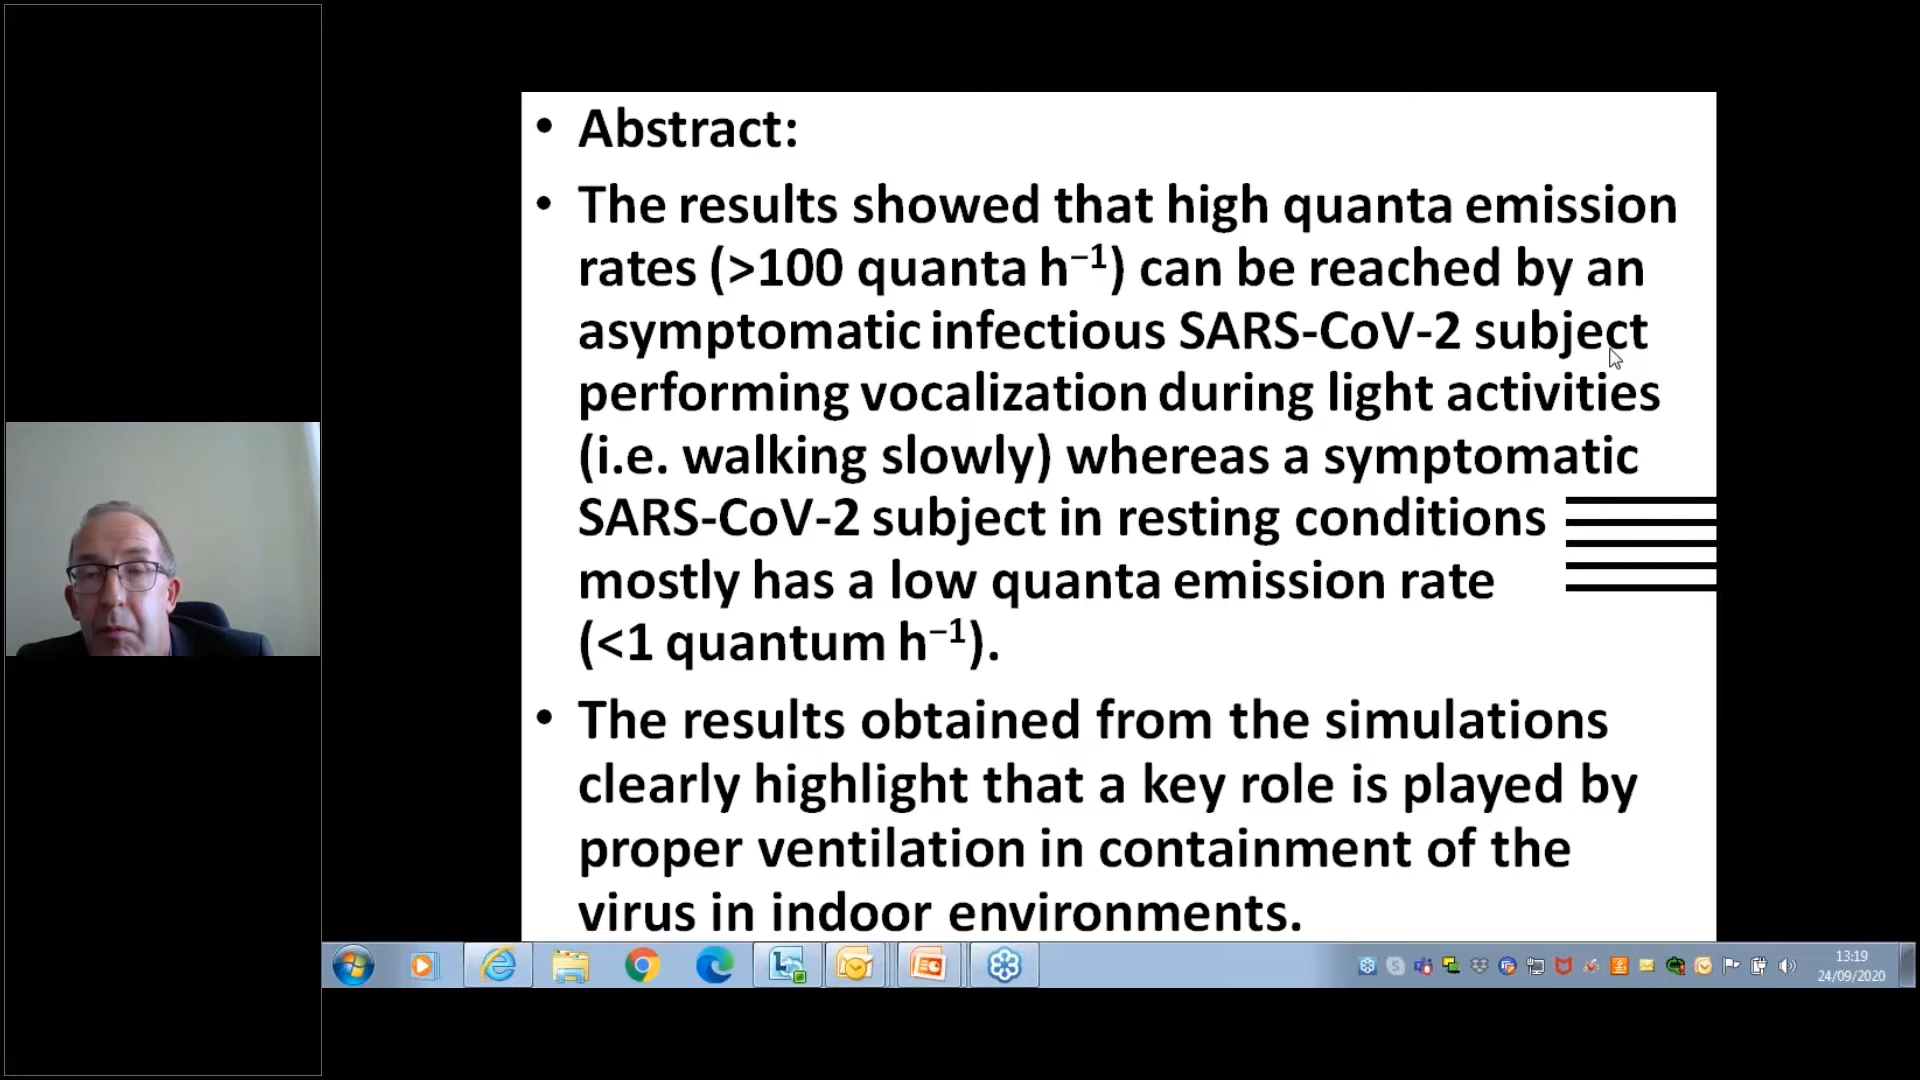 • Abstract:
• The results showed that high quanta emission
rates (>100 quanta h⁻¹) can be reached by an
asymptomatic infectious SARS-CoV-2 subject
performing vocalization during light activities
(i.e. walking slowly) whereas a symptomatic
SARS-CoV-2 subject in resting conditions
mostly has a low quanta emission rate
(<1 quantum h⁻¹).
• The results obtained from the simulations
clearly highlight that a key role is played by
proper ventilation in containment of the
virus in indoor environments.
13:19
24/09/2020